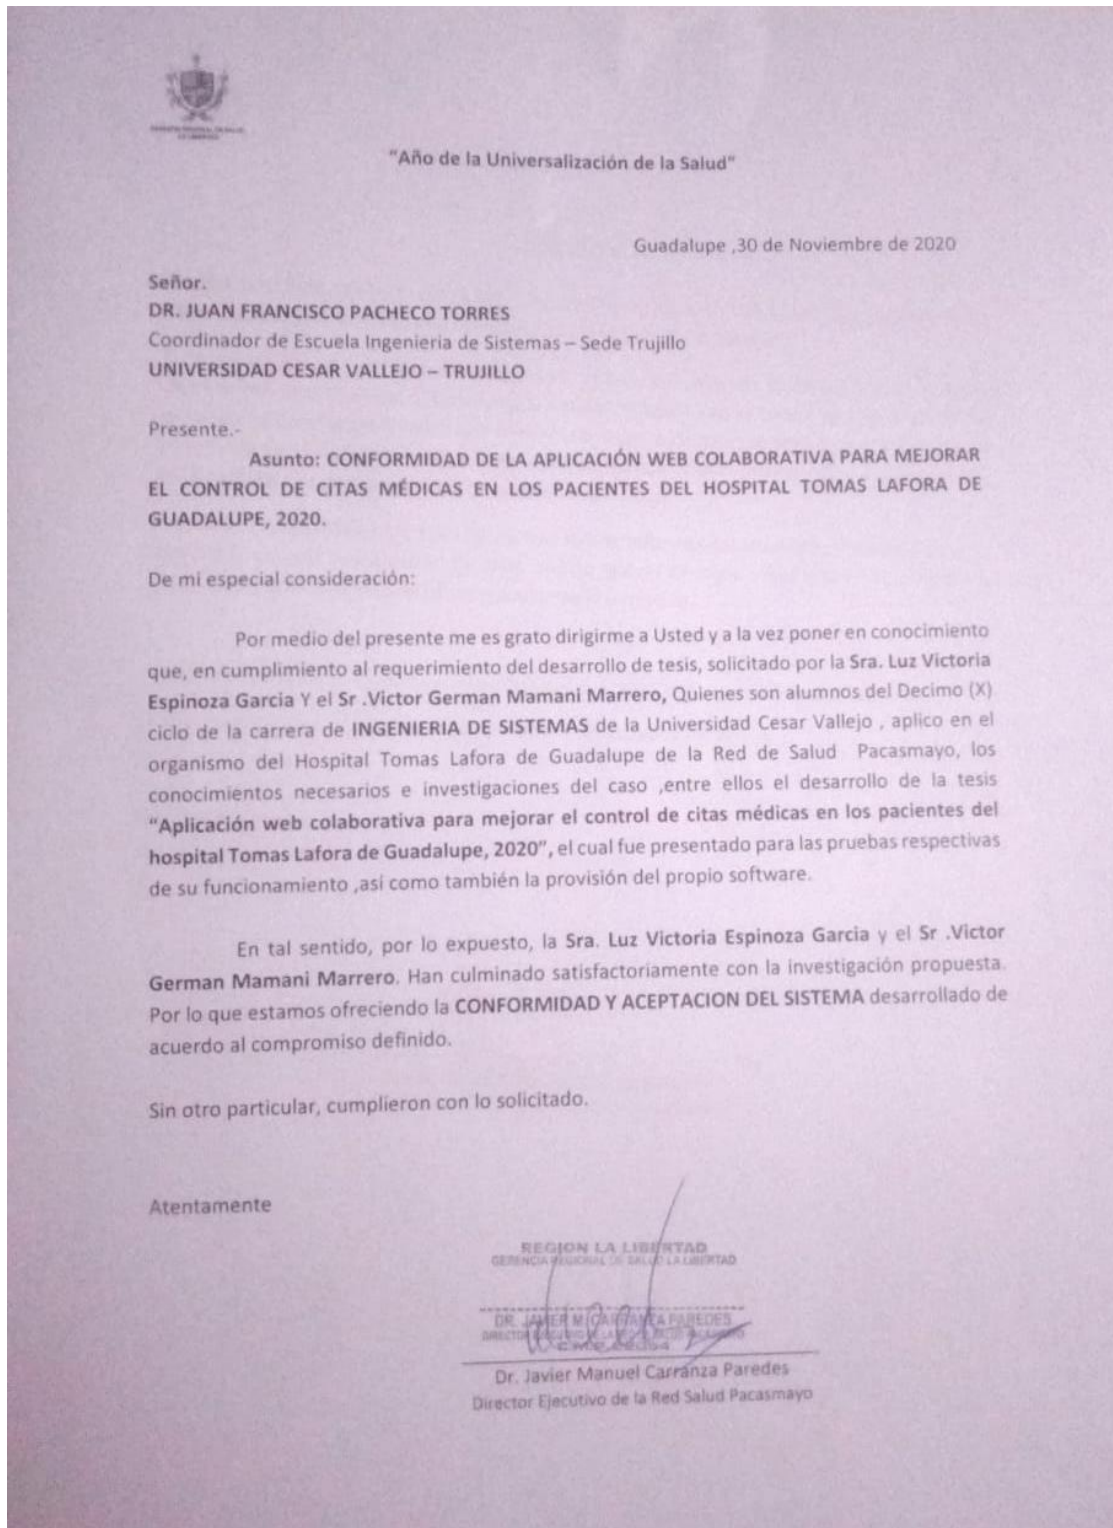 "Año de la Universalización de la Salud"
Guadalupe ,30 de Noviembre de 2020
Señor.
DR. JUAN FRANCISCO PACHECO TORRES
Coordinador de Escuela Ingenieria de Sistemas – Sede Trujillo
UNIVERSIDAD CESAR VALLEJO – TRUJILLO
Presente.-
Asunto: CONFORMIDAD DE LA APLICACIÓN WEB COLABORATIVA PARA MEJORAR
EL CONTROL DE CITAS MÉDICAS EN LOS PACIENTES DEL HOSPITAL TOMAS LAFORA DE
GUADALUPE, 2020.
De mi especial consideración:
Por medio del presente me es grato dirigirme a Usted y a la vez poner en conocimiento
que, en cumplimiento al requerimiento del desarrollo de tesis, solicitado por la Sra. Luz Victoria
Espinoza Garcia Y el Sr .Victor German Mamani Marrero, Quienes son alumnos del Decimo (X)
ciclo de la carrera de INGENIERIA DE SISTEMAS de la Universidad Cesar Vallejo , aplico en el
organismo del Hospital Tomas Lafora de Guadalupe de la Red de Salud Pacasmayo, los
conocimientos necesarios e investigaciones del caso ,entre ellos el desarrollo de la tesis
"Aplicación web colaborativa para mejorar el control de citas médicas en los pacientes del
hospital Tomas Lafora de Guadalupe, 2020", el cual fue presentado para las pruebas respectivas
de su funcionamiento ,así como también la provisión del propio software.
En tal sentido, por lo expuesto, la Sra. Luz Victoria Espinoza Garcia y el Sr .Victor
German Mamani Marrero. Han culminado satisfactoriamente con la investigación propuesta.
Por lo que estamos ofreciendo la CONFORMIDAD Y ACEPTACION DEL SISTEMA desarrollado de
acuerdo al compromiso definido.
Sin otro particular, cumplieron con lo solicitado.
Atentamente
REGION LA LIBERTAD
GERENCIA REGIONAL DE SALUD LA LIBERTAD
DR. JAVIER M. CARRANZA PAREDES
Dr. Javier Manuel Carranza Paredes
Director Ejecutivo de la Red Salud Pacasmayo